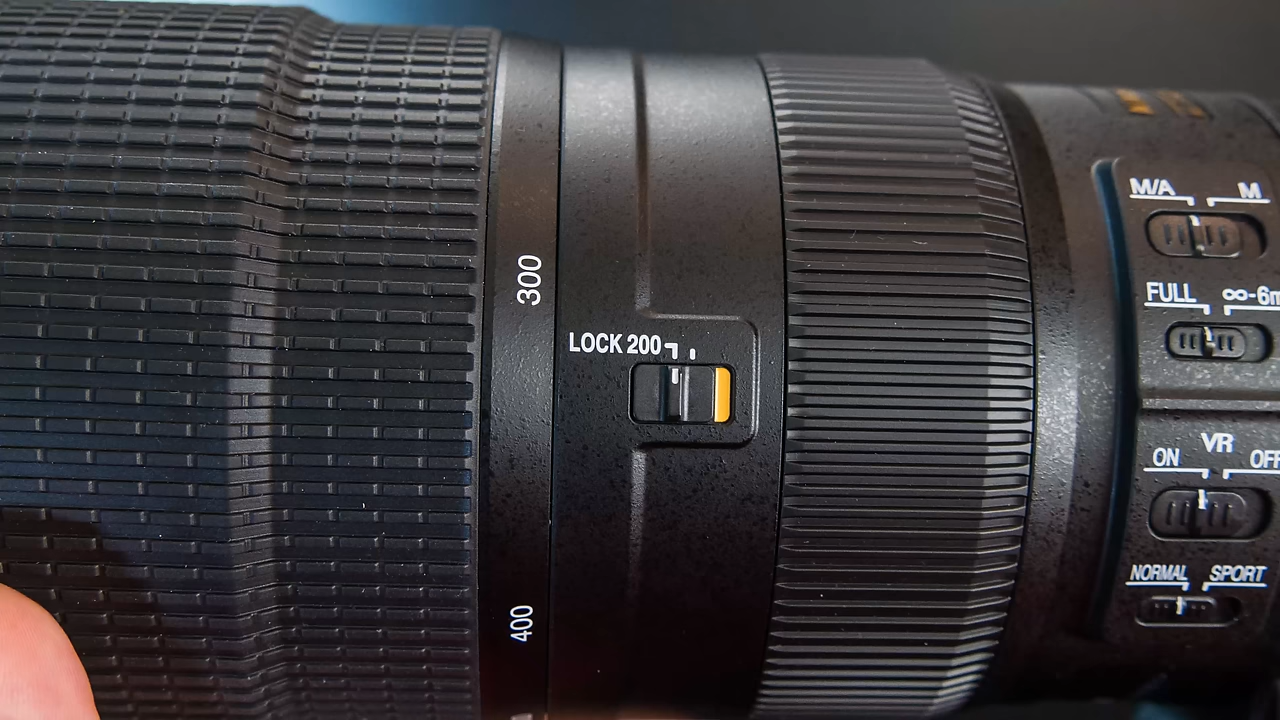 300
LOCK 200
400
M/A M
FULL ∞-6m
VR
ON OFF
NORMAL SPORT